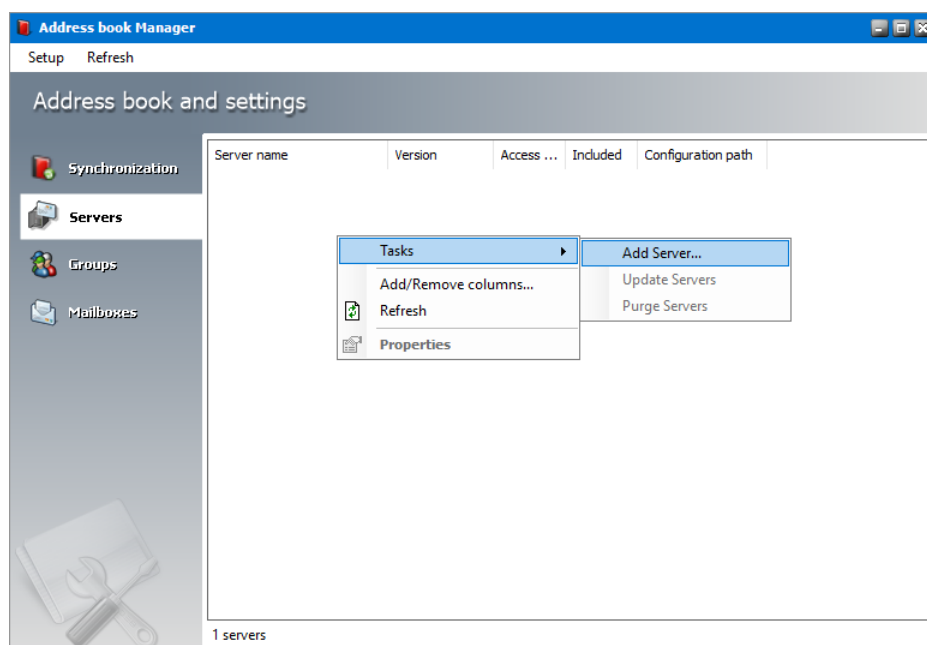 Address book Manager
Setup Refresh
Address book and settings
Server name Version Access ... Included Configuration path
Synchronization
Servers
Groups
Mailboxes
Tasks
Add/Remove columns...
Refresh
Properties
Add Server...
Update Servers
Purge Servers
1 servers